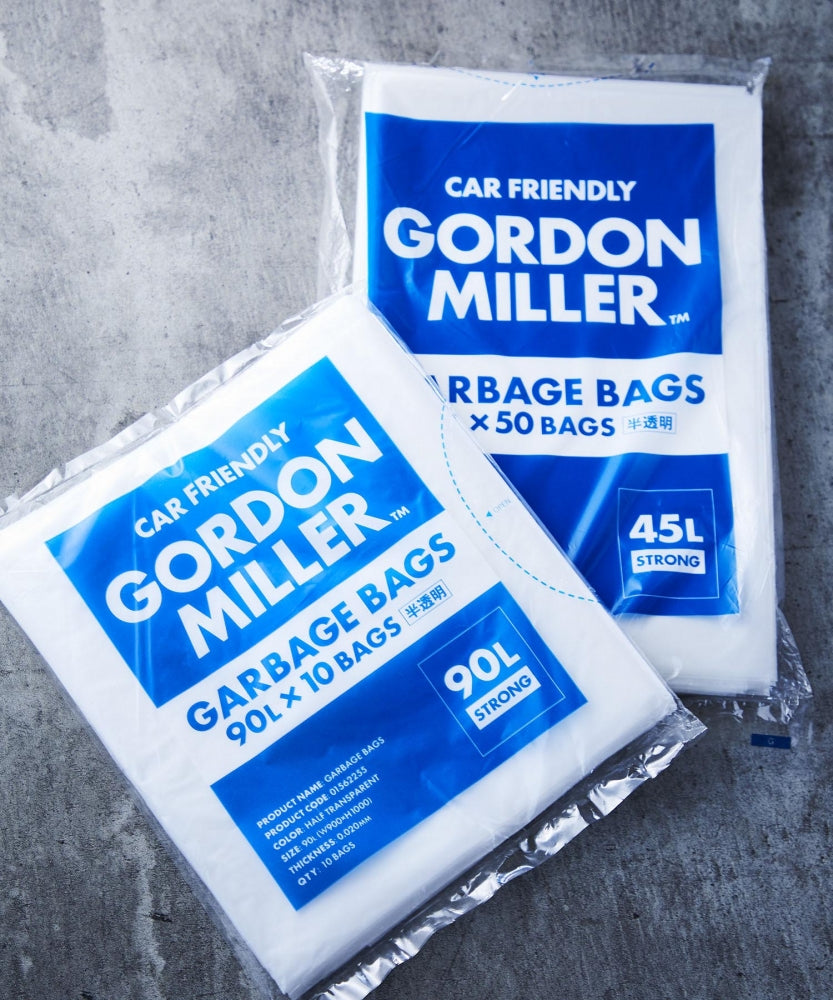 CAR FRIENDLY
GORDON
MILLER™
RBAGE BAGS
× 50 BAGS 半透明
OPEN
45L
STRONG
CAR FRIENDLY
GORDON
MILLER™
GARBAGE BAGS
90L × 10 BAGS 半透明
90L
STRONG
PRODUCT NAME: GARBAGE BAGS
PRODUCT CODE: 01562255
COLOR: HALF TRANSPARENT
SIZE: 90L (W900×H1000)
THICKNESS: 0.020MM
QTY: 10 BAGS